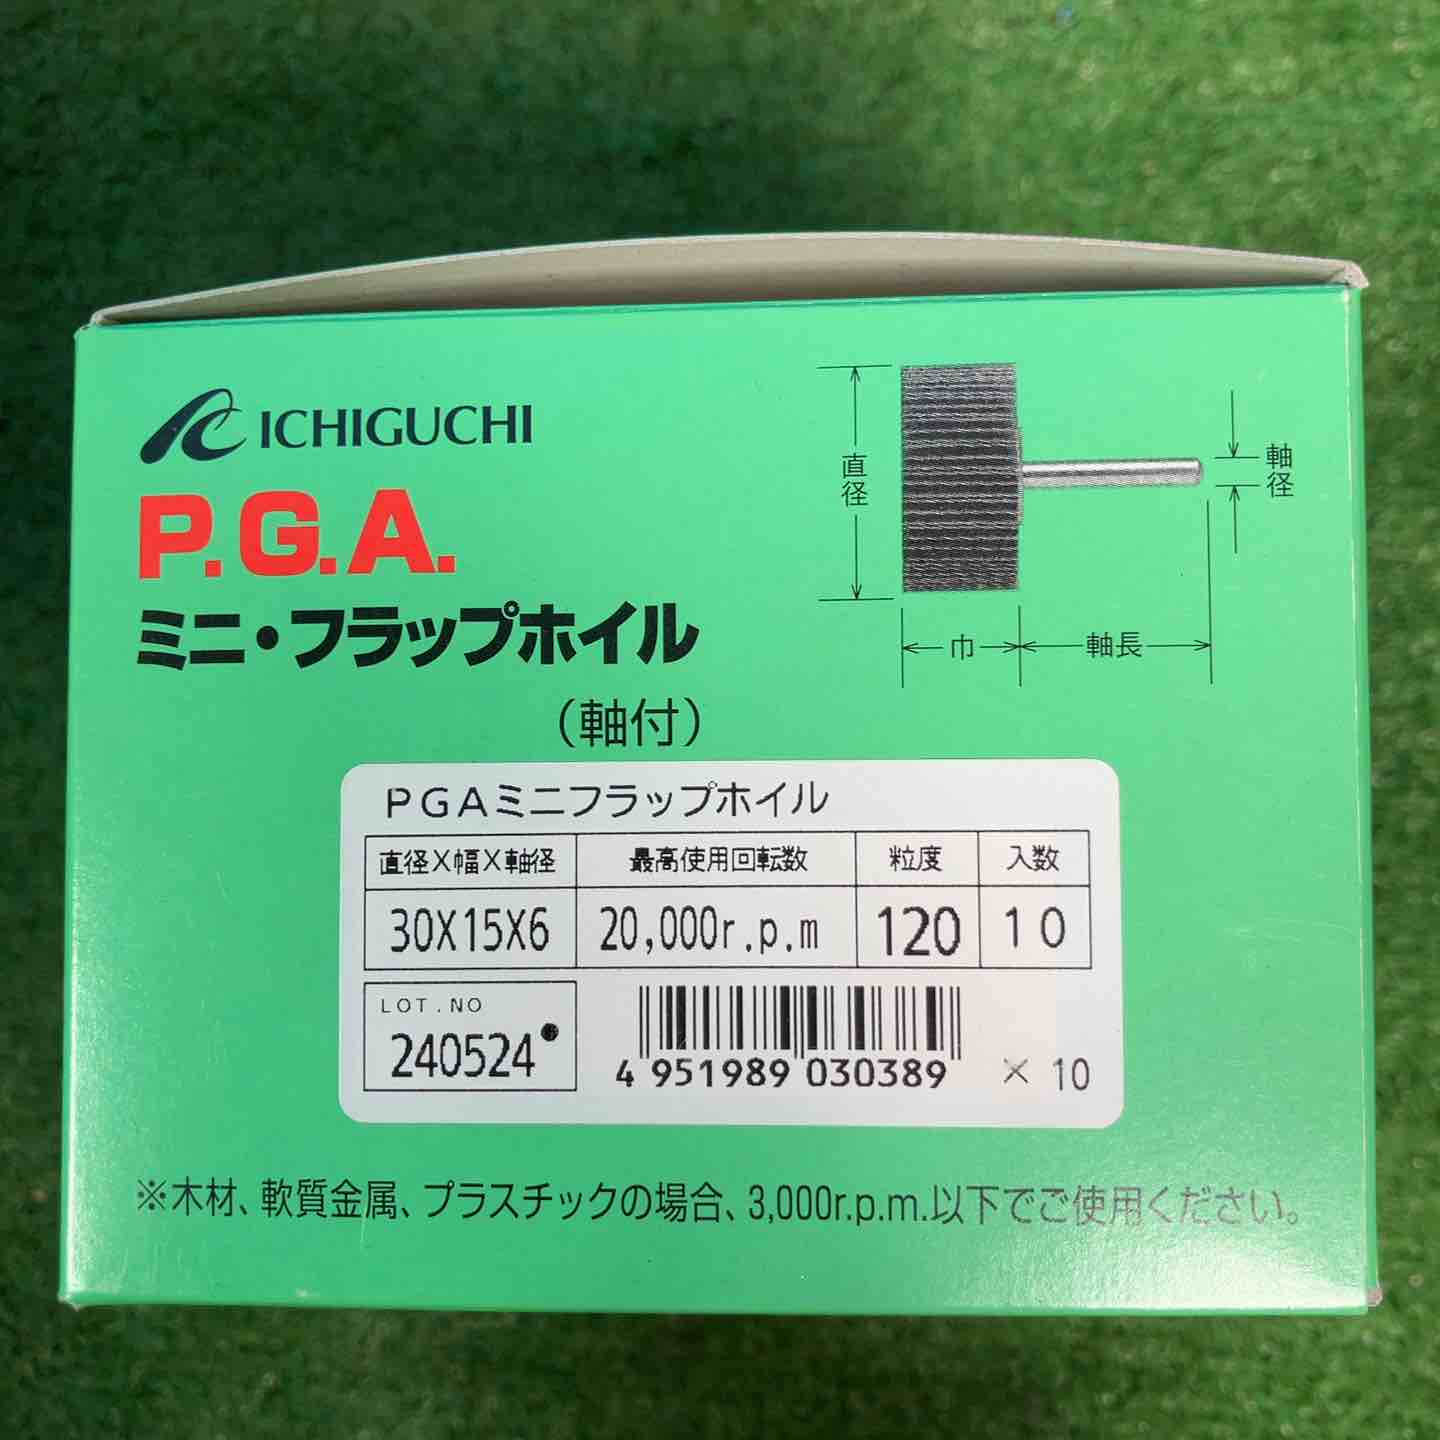 ICHIGUCHI
P.G.A.
ミニ・フラップホイル
（軸付）
直径
巾
軸長
軸径
PGAミニフラップホイル
直径X幅X軸径 最高使用回転数 粒度 入数
30X15X6 20,000r.p.m 120 10
LOT.NO
240524
4 951989 030389 × 10
※木材、軟質金属、プラスチックの場合、3,000r.p.m.以下でご使用ください。